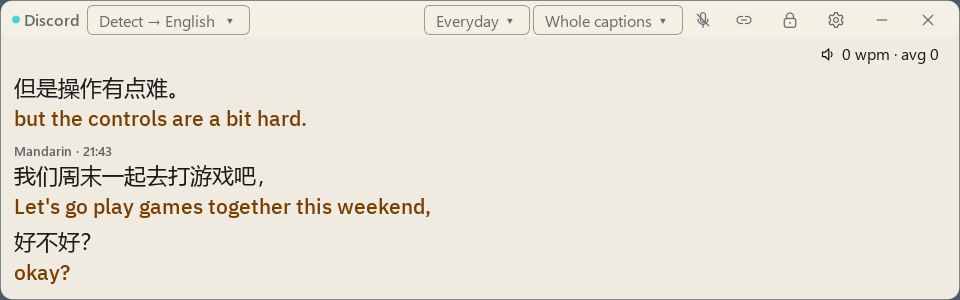 Discord
Detect → English
Everyday
Whole captions
0 wpm · avg 0
但是操作有点难。
but the controls are a bit hard.
Mandarin · 21:43
我们周末一起去打游戏吧，
Let's go play games together this weekend,
好不好？
okay?